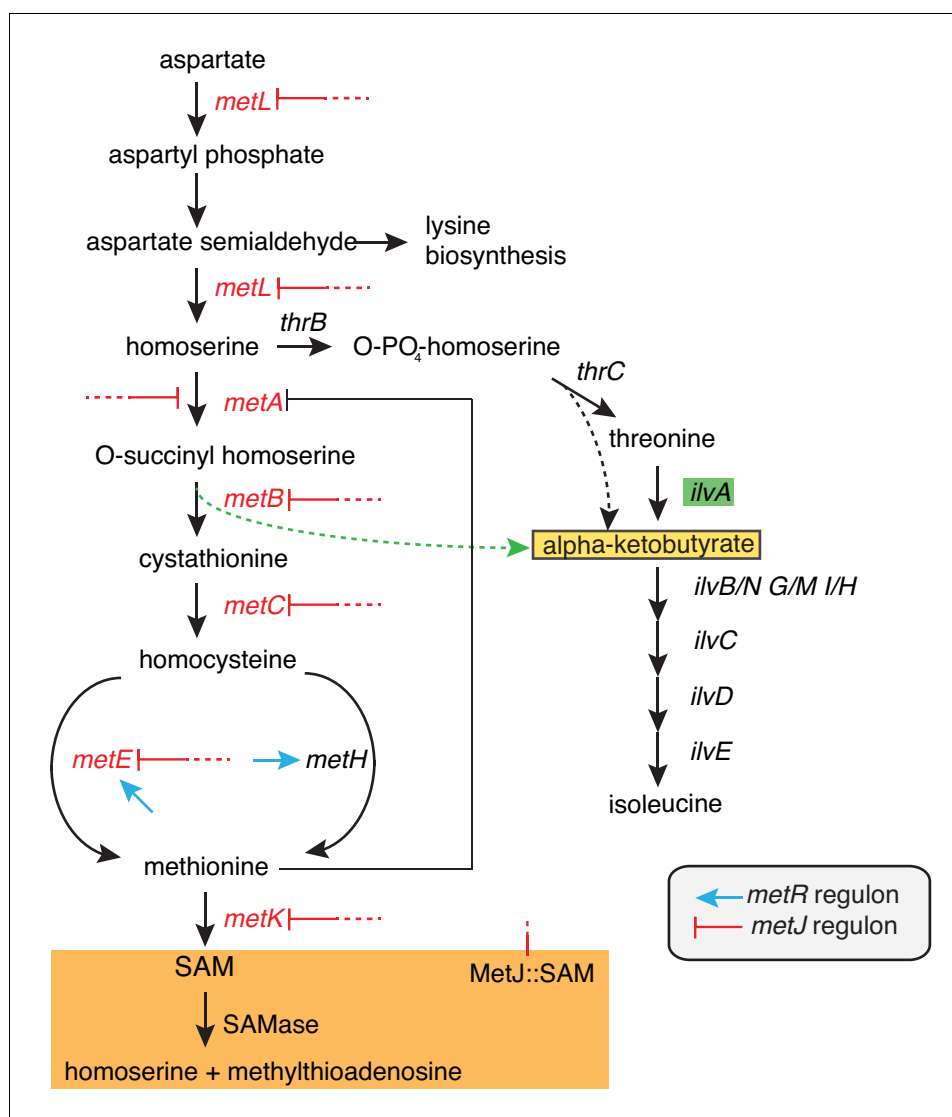 aspartate
metL
aspartyl phosphate
aspartate semialdehyde
lysine
biosynthesis
metL
thrB
homoserine
O-PO4-homoserine
thrC
metA
threonine
O-succinyl homoserine
ilvA
metB
alpha-ketobutyrate
cystathionine
ilvB/N G/M I/H
metC
ilvC
homocysteine
ilvD
metE
metH
ilvE
isoleucine
methionine
metR regulon
metJ regulon
metK
SAM
MetJ::SAM
SAMase
homoserine + methylthioadenosine